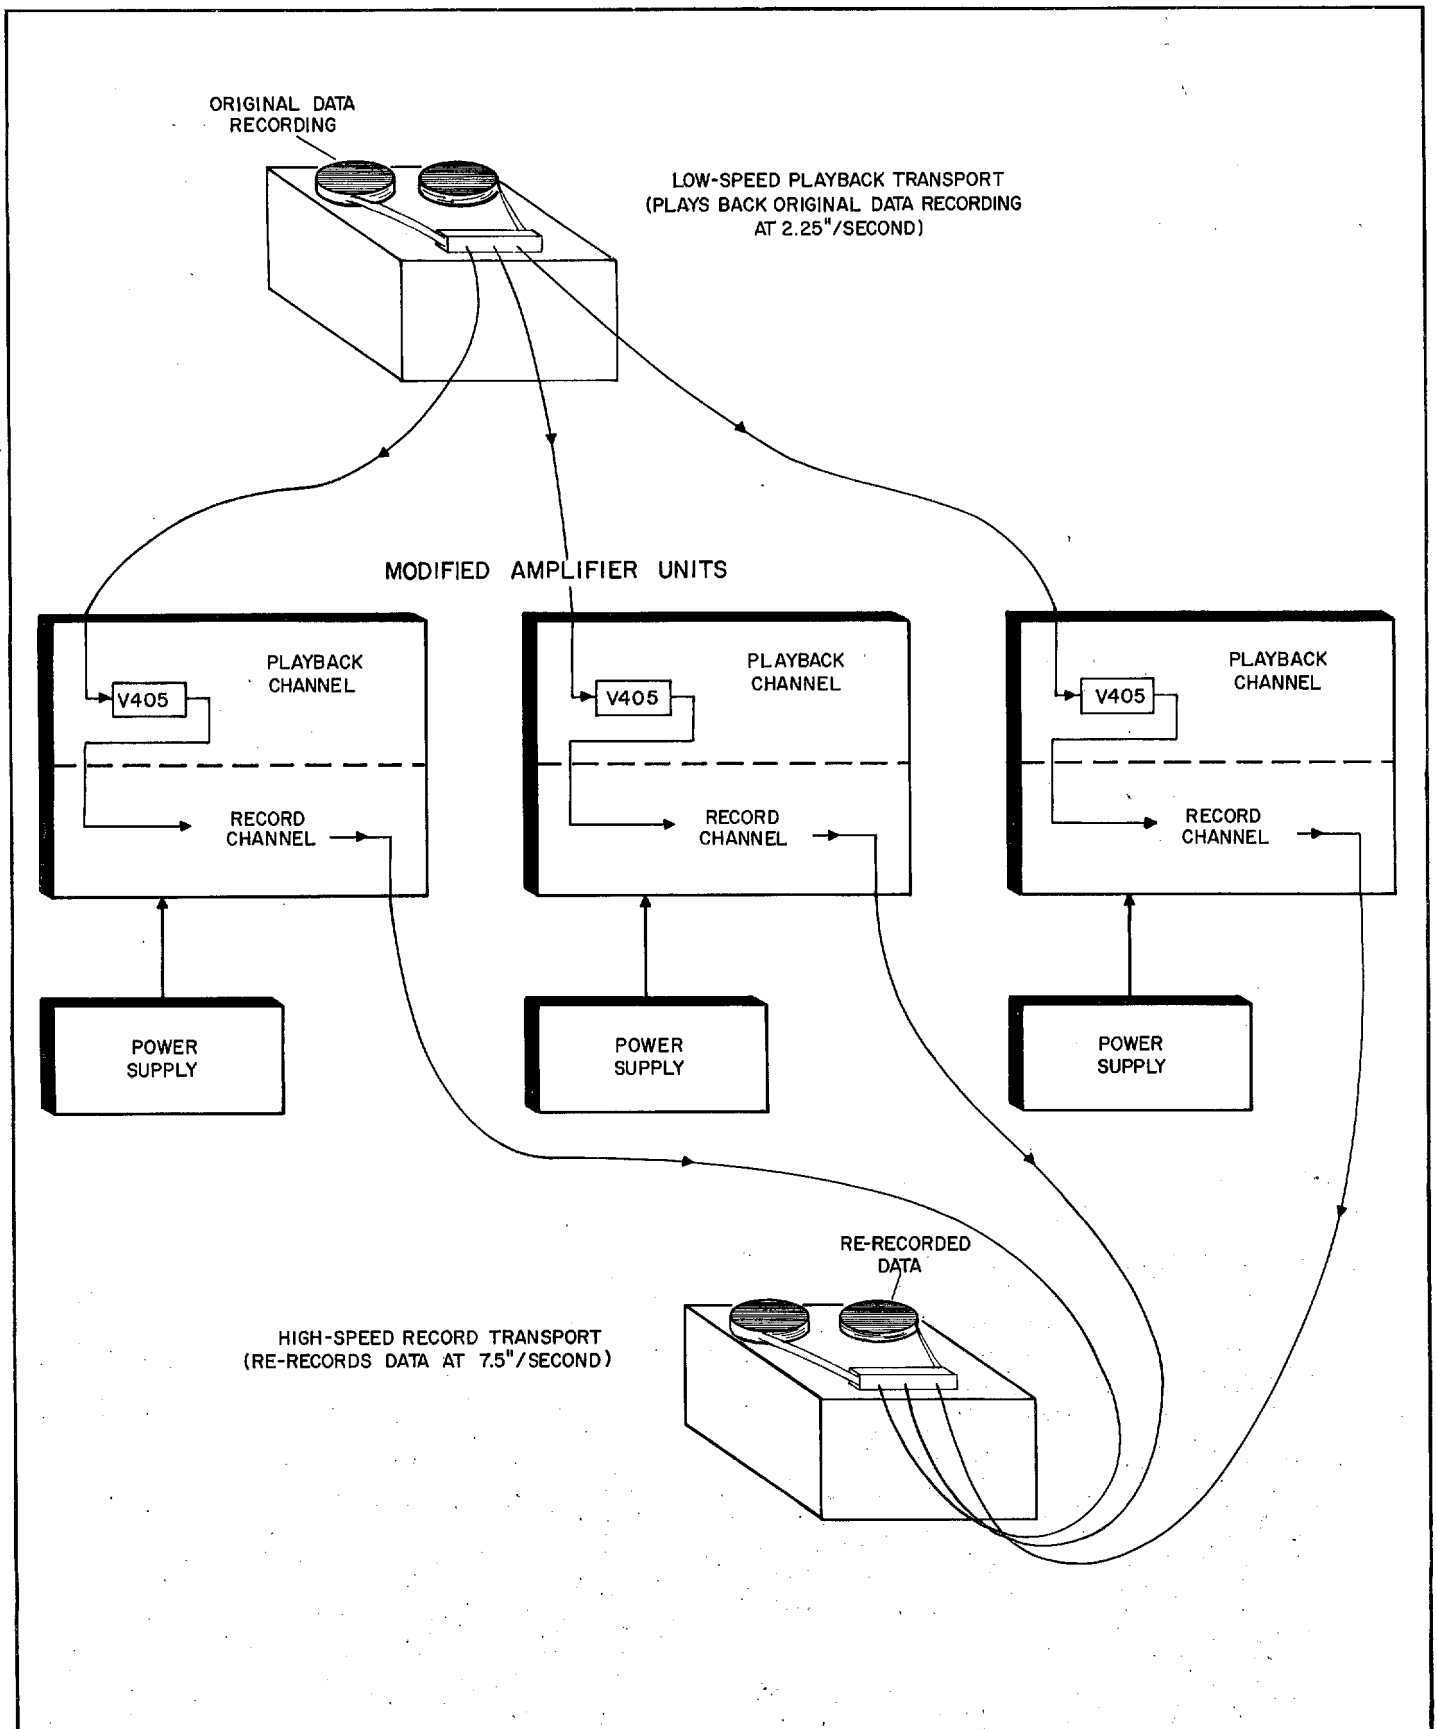 ORIGINAL DATA
RECORDING
LOW-SPEED PLAYBACK TRANSPORT
(PLAYS BACK ORIGINAL DATA RECORDING
AT 2.25"/SECOND)
MODIFIED AMPLIFIER UNITS
PLAYBACK
CHANNEL
V405
RECORD
CHANNEL
PLAYBACK
CHANNEL
V405
RECORD
CHANNEL
PLAYBACK
CHANNEL
V405
RECORD
CHANNEL
POWER
SUPPLY
POWER
SUPPLY
POWER
SUPPLY
RE-RECORDED
DATA
HIGH-SPEED RECORD TRANSPORT
(RE-RECORDS DATA AT 7.5"/SECOND)